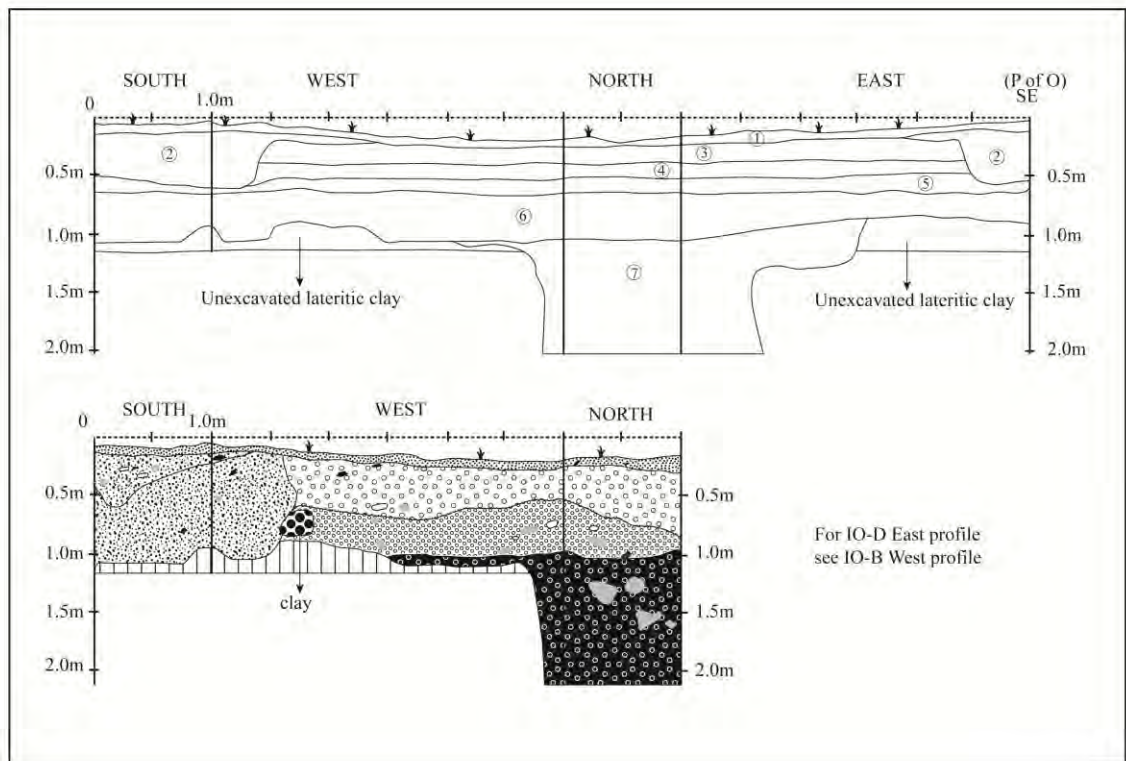 SOUTH WEST NORTH EAST (P of O)
0 1.0m SE
① 
② ③ ②
0.5m ④ 0.5m
⑤
⑥
1.0m 1.0m
⑦
1.5m Unexcavated lateritic clay Unexcavated lateritic clay 1.5m
2.0m 2.0m
SOUTH WEST NORTH
0 1.0m
0.5m 0.5m
For IO-D East profile
1.0m 1.0m see IO-B West profile
clay
1.5m 1.5m
2.0m 2.0m